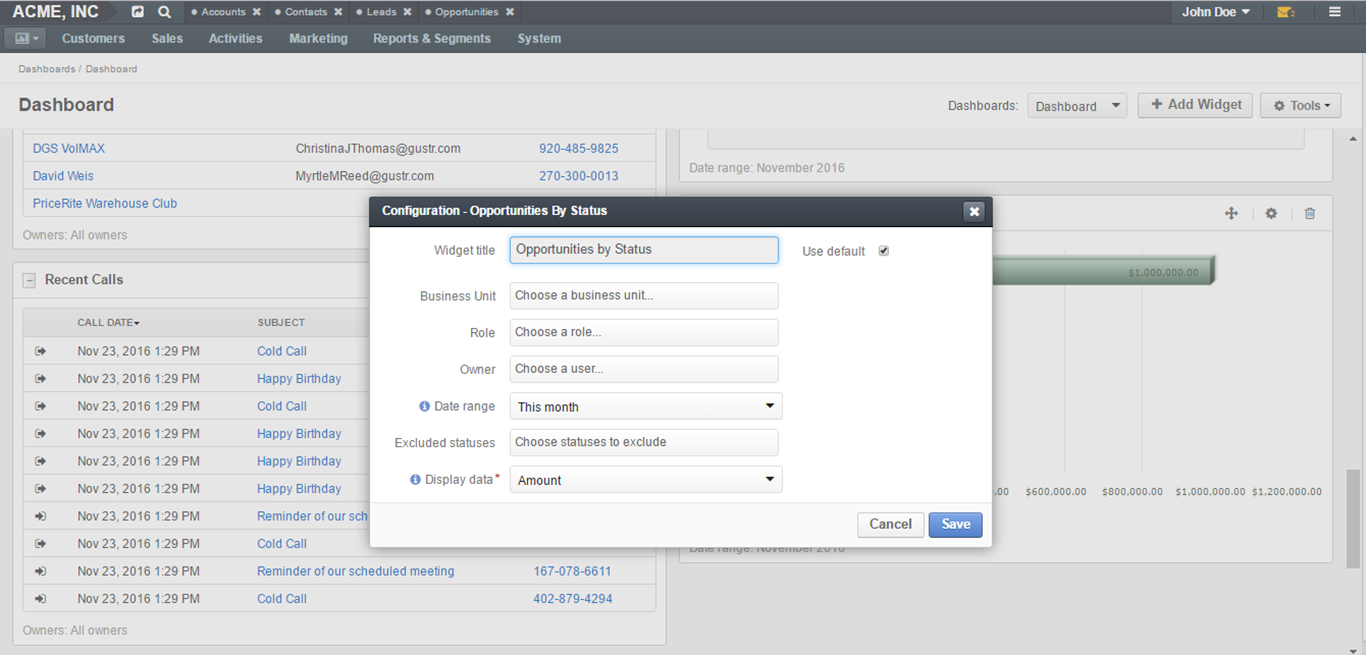 ACME, INC
Accounts
Contacts
Leads
Opportunities
John Doe
Customers
Sales
Activities
Marketing
Reports & Segments
System
Dashboards / Dashboard
Dashboard
Dashboards:
Dashboard
Add Widget
Tools
DGS VolMAX ChristinaJThomas@gustr.com 920-485-9825
David Weis MyrtleMReed@gustr.com 270-300-0013
PriceRite Warehouse Club
Owners: All owners
Recent Calls
CALL DATE SUBJECT
Nov 23, 2016 1:29 PM Cold Call
Nov 23, 2016 1:29 PM Happy Birthday
Nov 23, 2016 1:29 PM Cold Call
Nov 23, 2016 1:29 PM Happy Birthday
Nov 23, 2016 1:29 PM Happy Birthday
Nov 23, 2016 1:29 PM Happy Birthday
Nov 23, 2016 1:29 PM Reminder of our sch
Nov 23, 2016 1:29 PM Cold Call
Nov 23, 2016 1:29 PM Reminder of our scheduled meeting 167-078-6611
Nov 23, 2016 1:29 PM Cold Call 402-879-4294
Owners: All owners
Date range: November 2016
$1,000,000.00
.00 $600,000.00 $800,000.00 $1,000,000.00 $1,200,000.00
Date range: November 2016
Configuration - Opportunities By Status
Widget title Opportunities by Status Use default
Business Unit Choose a business unit...
Role Choose a role...
Owner Choose a user...
Date range This month
Excluded statuses Choose statuses to exclude
Display data* Amount
Cancel
Save